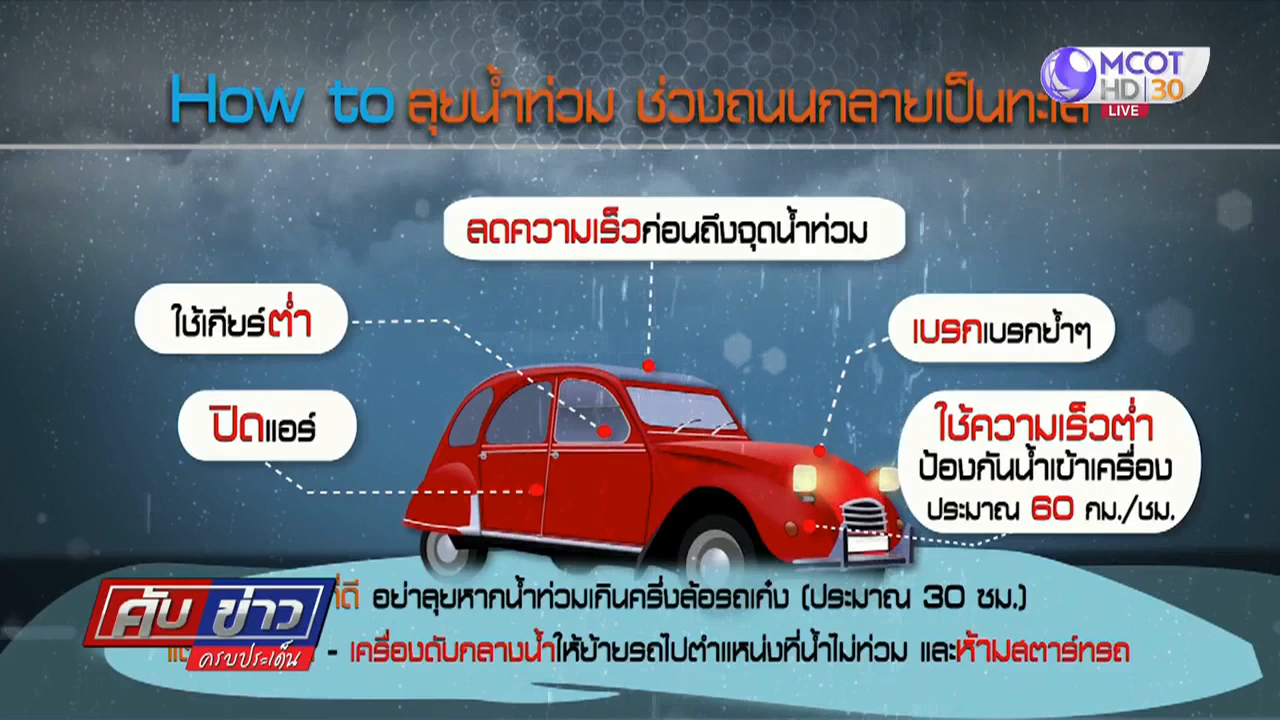 How to ลุยน้ำท่วม ช่วงถนนกลายเป็นทะเล
MCOT
HD 30
LIVE
ลดความเร็วก่อนถึงจุดน้ำท่วม
ใช้เกียร์ต่ำ
เบรกเบรกย้ำๆ
ปิดแอร์
ใช้ความเร็วต่ำ
ป้องกันน้ำเข้าเครื่อง
ประมาณ 60 กม./ชม.
อย่าลุยหากน้ำท่วมเกินครึ่งล้อรถเก๋ง (ประมาณ 30 ซม.)
- เครื่องดับกลางน้ำให้ย้ายรถไปตำแหน่งที่น้ำไม่ท่วม และห้ามสตาร์ทรถ
คับข่าว
ครบประเด็น